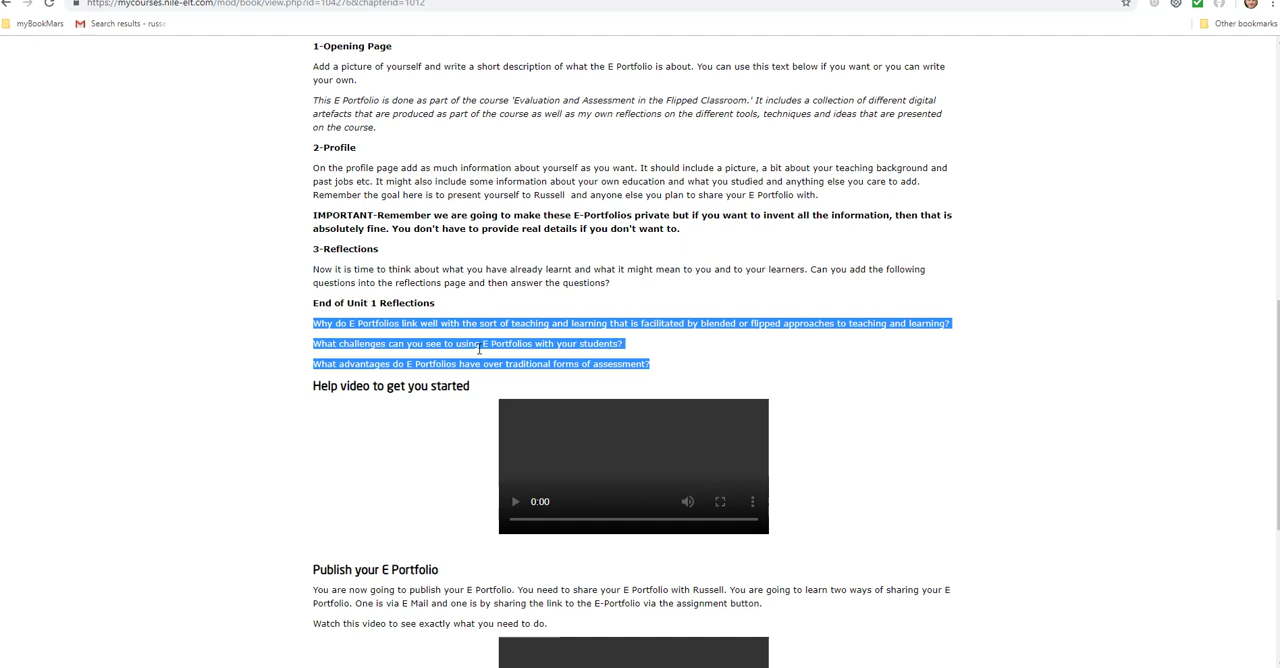 https://mycourses.nile-elt.com/mod/book/view.php?id=104276&chapterid=1012
myBookMars
Search results - russe
Other bookmarks
1-Opening Page
Add a picture of yourself and write a short description of what the E Portfolio is about. You can use this text below if you want or you can write
your own.
This E Portfolio is done as part of the course 'Evaluation and Assessment in the Flipped Classroom.' It includes a collection of different digital
artefacts that are produced as part of the course as well as my own reflections on the different tools, techniques and ideas that are presented
on the course.
2-Profile
On the profile page add as much information about yourself as you want. It should include a picture, a bit about your teaching background and
past jobs etc. It might also include some information about your own education and what you studied and anything else you care to add.
Remember the goal here is to present yourself to Russell and anyone else you plan to share your E Portfolio with.
IMPORTANT-Remember we are going to make these E-Portfolios private but if you want to invent all the information, then that is
absolutely fine. You don't have to provide real details if you don't want to.
3-Reflections
Now it is time to think about what you have already learnt and what it might mean to you and to your learners. Can you add the following
questions into the reflections page and then answer the questions?
End of Unit 1 Reflections
Why do E Portfolios link well with the sort of teaching and learning that is facilitated by blended or flipped approaches to teaching and learning?
What challenges can you see to using E Portfolios with your students?
What advantages do E Portfolios have over traditional forms of assessment?
Help video to get you started
0:00
Publish your E Portfolio
You are now going to publish your E Portfolio. You need to share your E Portfolio with Russell. You are going to learn two ways of sharing your E
Portfolio. One is via E Mail and one is by sharing the link to the E-Portfolio via the assignment button.
Watch this video to see exactly what you need to do.